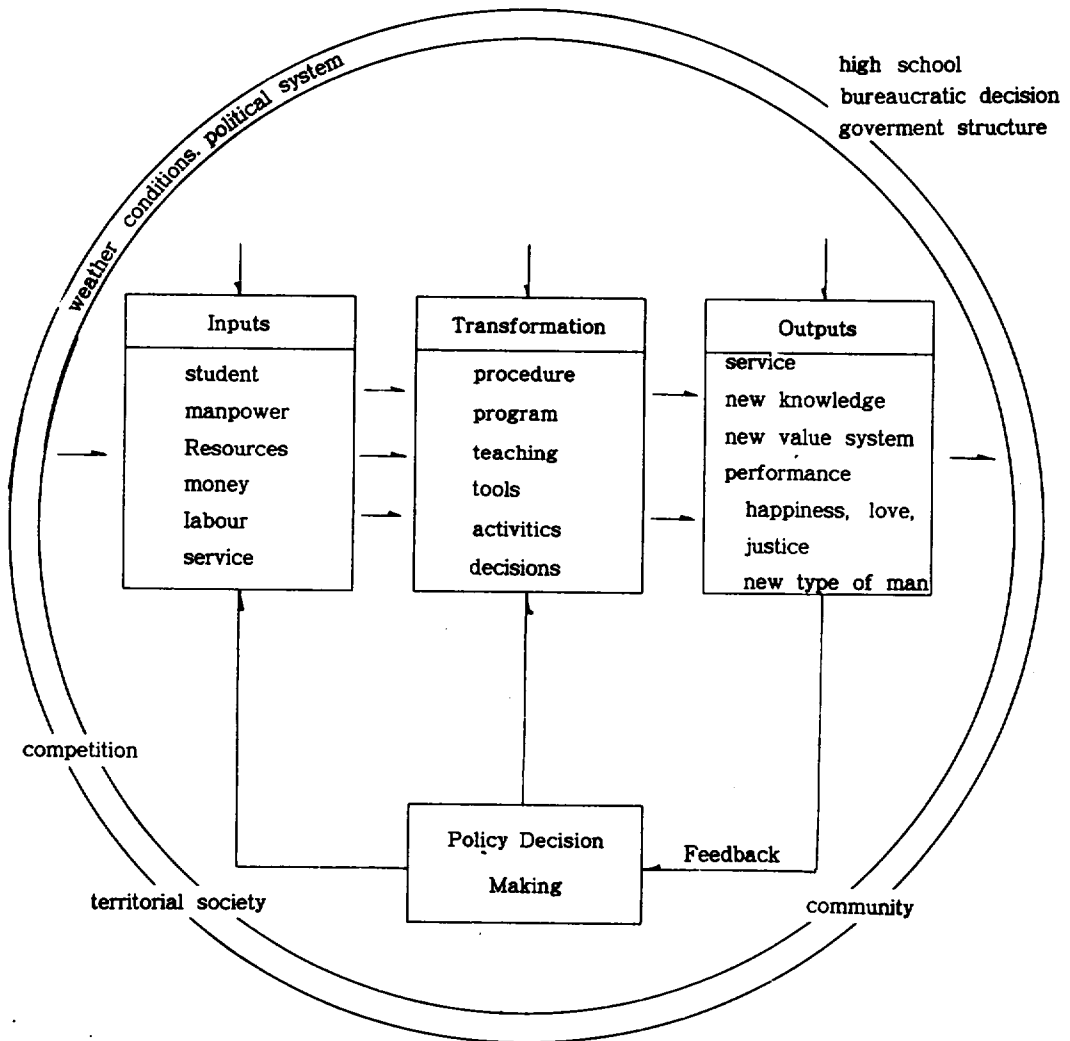 high school
bureaucratic decision
goverment structure
weather conditions. political system
Inputs
student
manpower
Resources
money
labour
service
Transformation
procedure
program
teaching
tools
activitics
decisions
Outputs
service
new knowledge
new value system
performance
happiness, love,
justice
new type of man
competition
Policy Decision
Making
Feedback
territorial society
community